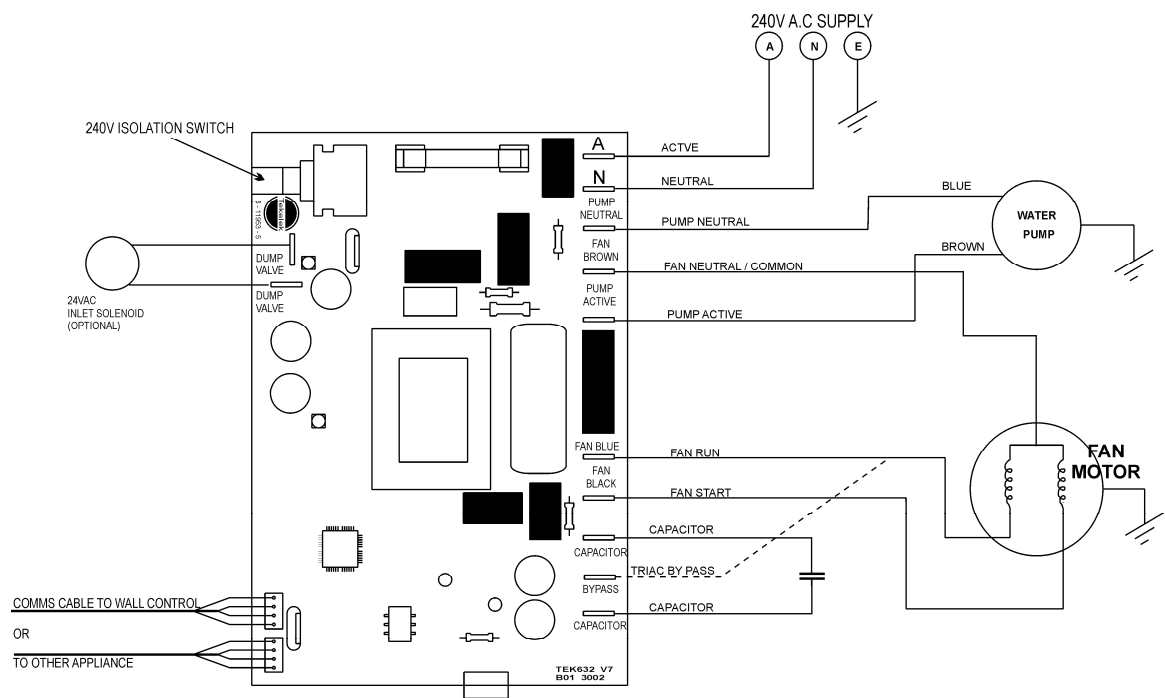 240V A.C SUPPLY
A
N
E
240V ISOLATION SWITCH
A
ACTVE
N
NEUTRAL
PUMP
NEUTRAL
PUMP NEUTRAL
BLUE
WATER
PUMP
BROWN
FAN
BROWN
FAN NEUTRAL / COMMON
PUMP
ACTIVE
PUMP ACTIVE
Tekelek
3 - 11963 - 5
DUMP
VALVE
DUMP
VALVE
24VAC
INLET SOLENOID
(OPTIONAL)
FAN BLUE
FAN RUN
FAN
MOTOR
FAN
BLACK
FAN START
CAPACITOR
CAPACITOR
TRIAC BY PASS
BYPASS
CAPACITOR
CAPACITOR
COMMS CABLE TO WALL CONTROL
OR
TO OTHER APPLIANCE
TEK632 V7
B01 3002